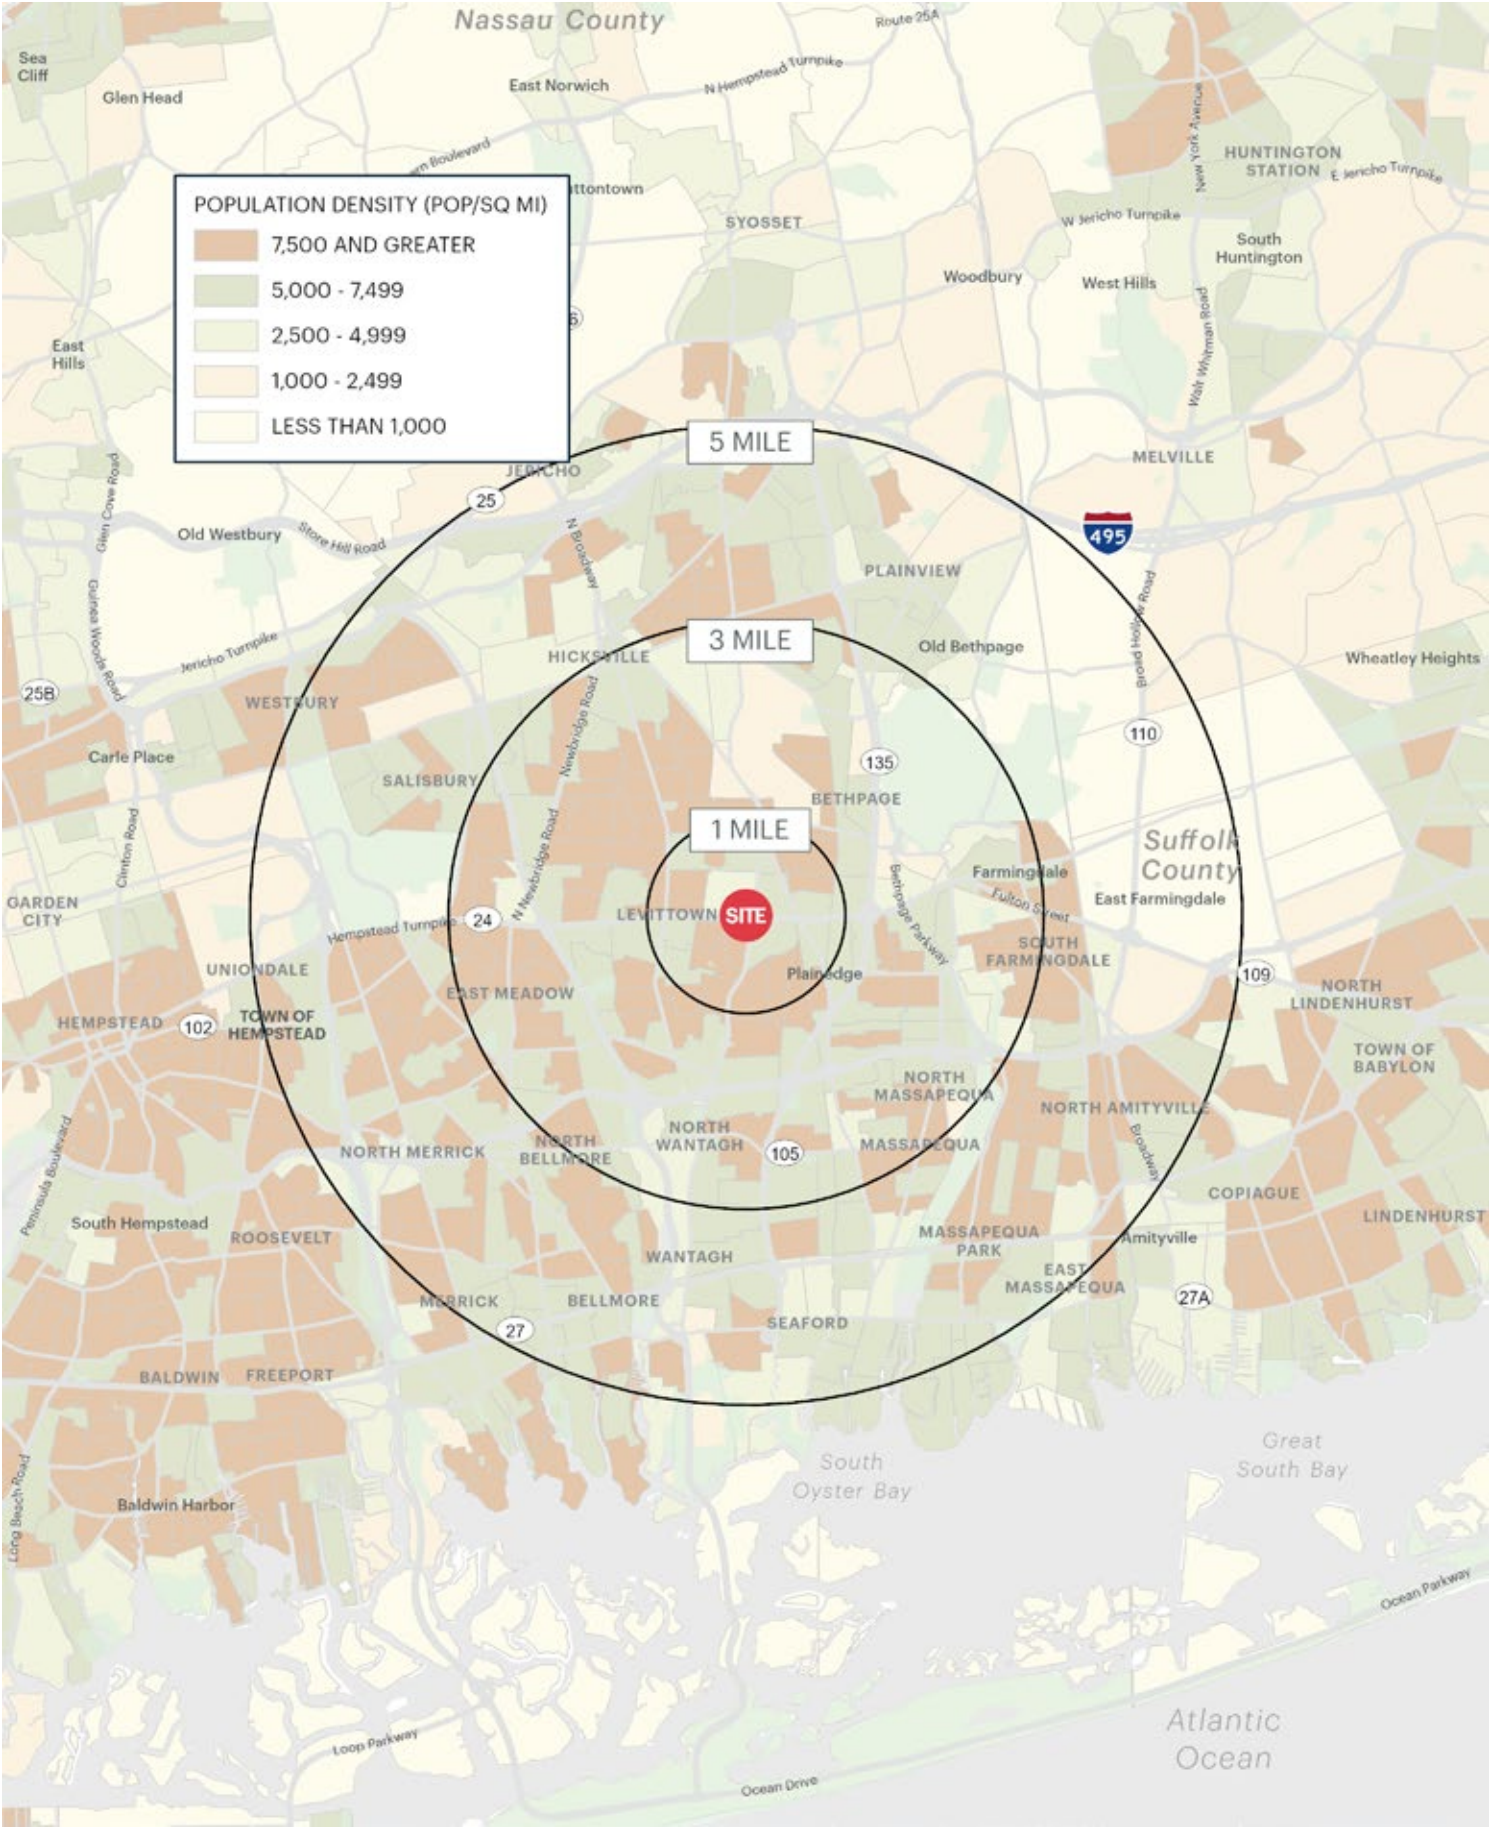 Nassau County
Route 25A
Sea
Cliff
Glen Head
East Norwich
N Hempstead Turnpike
rn Boulevard
New York Avenue
HUNTINGTON
STATION
E Jericho Turnpike
POPULATION DENSITY (POP/SQ MI)
7,500 AND GREATER
5,000 - 7,499
2,500 - 4,999
1,000 - 2,499
LESS THAN 1,000
uttontown
SYOSSET
W Jericho Turnpike
South
Huntington
Woodbury
West Hills
Walt Whitman Road
East
Hills
5 MILE
MELVILLE
JERICHO
25
Glen Cove Road
Old Westbury
Store Hill Road
N Broadway
495
PLAINVIEW
Guinea Woods Road
Jericho Turnpike
3 MILE
HICKSVILLE
Old Bethpage
Broad Hollow Road
Wheatley Heights
25B
WESTBURY
Newbridge Road
110
Carle Place
SALISBURY
135
BETHPAGE
1 MILE
Clinton Road
N Newbridge Road
Suffolk
County
Farmingdale
Bethpage Parkway
Fulton Street
East Farmingdale
GARDEN
CITY
Hempstead Turnpike
24
LEVITTOWN
SITE
SOUTH
FARMINGDALE
UNIONDALE
Plainedge
109
EAST MEADOW
NORTH
LINDENHURST
HEMPSTEAD
102
TOWN OF
HEMPSTEAD
TOWN OF
BABYLON
NORTH
MASSAPEQUA
NORTH AMITYVILLE
Peninsula Boulevard
NORTH MERRICK
NORTH
BELLMORE
NORTH
WANTAGH
105
MASSAPEQUA
Broadway
COPIAGUE
South Hempstead
ROOSEVELT
LINDENHURST
MASSAPEQUA
PARK
Amityville
WANTAGH
EAST
MASSAPEQUA
27A
MERRICK
BELLMORE
27
SEAFORD
BALDWIN
FREEPORT
Long Beach Road
Baldwin Harbor
South
Oyster Bay
Great
South Bay
Ocean Parkway
Loop Parkway
Atlantic
Ocean
Ocean Drive